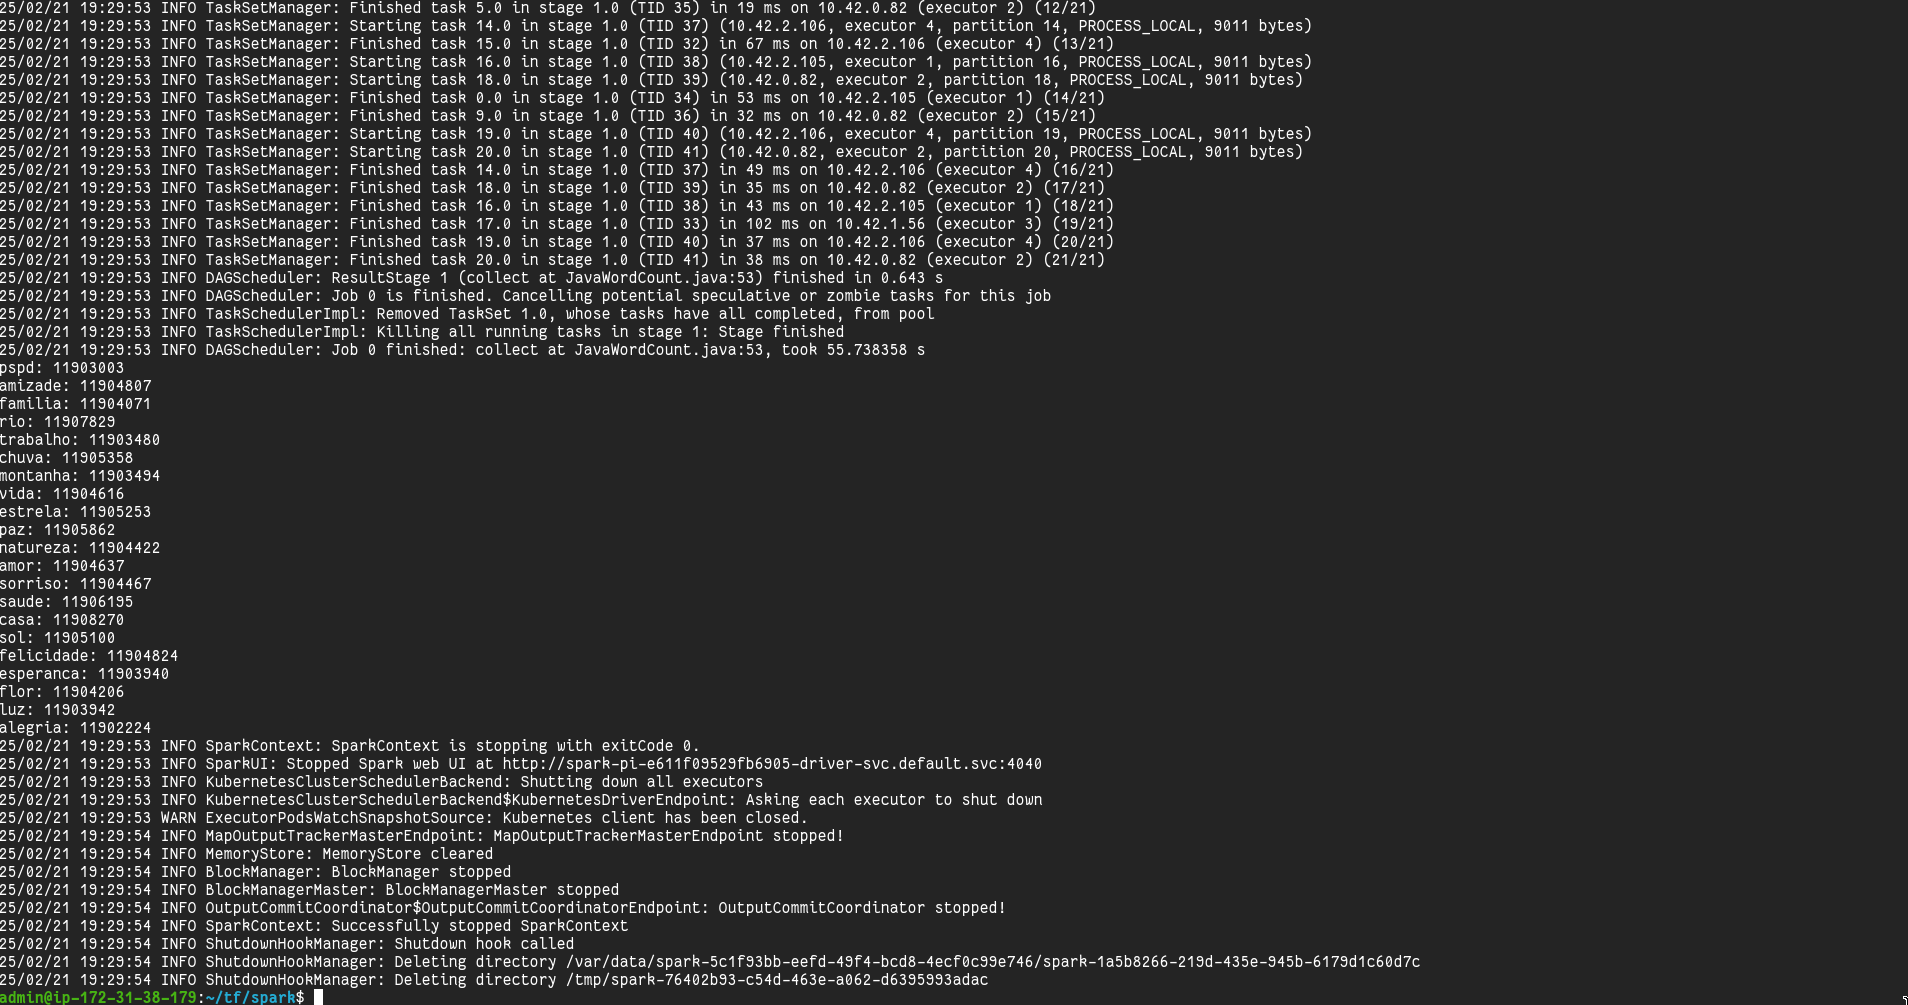 25/02/21 19:29:53 INFO TaskSetManager: Finished task 5.0 in stage 1.0 (TID 35) in 19 ms on 10.42.0.82 (executor 2) (12/21)
25/02/21 19:29:53 INFO TaskSetManager: Starting task 14.0 in stage 1.0 (TID 37) (10.42.2.106, executor 4, partition 14, PROCESS_LOCAL, 9011 bytes)
25/02/21 19:29:53 INFO TaskSetManager: Finished task 15.0 in stage 1.0 (TID 32) in 67 ms on 10.42.2.106 (executor 4) (13/21)
25/02/21 19:29:53 INFO TaskSetManager: Starting task 16.0 in stage 1.0 (TID 38) (10.42.2.105, executor 1, partition 16, PROCESS_LOCAL, 9011 bytes)
25/02/21 19:29:53 INFO TaskSetManager: Starting task 18.0 in stage 1.0 (TID 39) (10.42.0.82, executor 2, partition 18, PROCESS_LOCAL, 9011 bytes)
25/02/21 19:29:53 INFO TaskSetManager: Finished task 0.0 in stage 1.0 (TID 34) in 53 ms on 10.42.2.105 (executor 1) (14/21)
25/02/21 19:29:53 INFO TaskSetManager: Finished task 9.0 in stage 1.0 (TID 36) in 32 ms on 10.42.0.82 (executor 2) (15/21)
25/02/21 19:29:53 INFO TaskSetManager: Starting task 19.0 in stage 1.0 (TID 40) (10.42.2.106, executor 4, partition 19, PROCESS_LOCAL, 9011 bytes)
25/02/21 19:29:53 INFO TaskSetManager: Starting task 20.0 in stage 1.0 (TID 41) (10.42.0.82, executor 2, partition 20, PROCESS_LOCAL, 9011 bytes)
25/02/21 19:29:53 INFO TaskSetManager: Finished task 14.0 in stage 1.0 (TID 37) in 49 ms on 10.42.2.106 (executor 4) (16/21)
25/02/21 19:29:53 INFO TaskSetManager: Finished task 18.0 in stage 1.0 (TID 39) in 35 ms on 10.42.0.82 (executor 2) (17/21)
25/02/21 19:29:53 INFO TaskSetManager: Finished task 16.0 in stage 1.0 (TID 38) in 43 ms on 10.42.2.105 (executor 1) (18/21)
25/02/21 19:29:53 INFO TaskSetManager: Finished task 17.0 in stage 1.0 (TID 33) in 102 ms on 10.42.1.56 (executor 3) (19/21)
25/02/21 19:29:53 INFO TaskSetManager: Finished task 19.0 in stage 1.0 (TID 40) in 37 ms on 10.42.2.106 (executor 4) (20/21)
25/02/21 19:29:53 INFO TaskSetManager: Finished task 20.0 in stage 1.0 (TID 41) in 38 ms on 10.42.0.82 (executor 2) (21/21)
25/02/21 19:29:53 INFO DAGScheduler: ResultStage 1 (collect at JavaWordCount.java:53) finished in 0.643 s
25/02/21 19:29:53 INFO DAGScheduler: Job 0 is finished. Cancelling potential speculative or zombie tasks for this job
25/02/21 19:29:53 INFO TaskSchedulerImpl: Removed TaskSet 1.0, whose tasks have all completed, from pool
25/02/21 19:29:53 INFO TaskSchedulerImpl: Killing all running tasks in stage 1: Stage finished
25/02/21 19:29:53 INFO DAGScheduler: Job 0 finished: collect at JavaWordCount.java:53, took 55.738358 s
pspd: 11903003
amizade: 11904807
familia: 11904071
rio: 11907829
trabalho: 11903480
chuva: 11905358
montanha: 11903494
vida: 11904616
estrela: 11905253
paz: 11905862
natureza: 11904422
amor: 11904637
sorriso: 11904467
saude: 11906195
casa: 11908270
sol: 11905100
felicidade: 11904824
esperanca: 11903940
flor: 11904206
luz: 11903942
alegria: 11902224
25/02/21 19:29:53 INFO SparkContext: SparkContext is stopping with exitCode 0.
25/02/21 19:29:53 INFO SparkUI: Stopped Spark web UI at http://spark-pi-e611f09529fb6905-driver-svc.default.svc:4040
25/02/21 19:29:53 INFO KubernetesClusterSchedulerBackend: Shutting down all executors
25/02/21 19:29:53 INFO KubernetesClusterSchedulerBackend$KubernetesDriverEndpoint: Asking each executor to shut down
25/02/21 19:29:53 WARN ExecutorPodsWatchSnapshotSource: Kubernetes client has been closed.
25/02/21 19:29:54 INFO MapOutputTrackerMasterEndpoint: MapOutputTrackerMasterEndpoint stopped!
25/02/21 19:29:54 INFO MemoryStore: MemoryStore cleared
25/02/21 19:29:54 INFO BlockManager: BlockManager stopped
25/02/21 19:29:54 INFO BlockManagerMaster: BlockManagerMaster stopped
25/02/21 19:29:54 INFO OutputCommitCoordinator$OutputCommitCoordinatorEndpoint: OutputCommitCoordinator stopped!
25/02/21 19:29:54 INFO SparkContext: Successfully stopped SparkContext
25/02/21 19:29:54 INFO ShutdownHookManager: Shutdown hook called
25/02/21 19:29:54 INFO ShutdownHookManager: Deleting directory /var/data/spark-5c1f93bb-eefd-49f4-bcd8-4ecf0c99e746/spark-1a5b8266-219d-435e-945b-6179d1c60d7c
25/02/21 19:29:54 INFO ShutdownHookManager: Deleting directory /tmp/spark-76402b93-c54d-463e-a062-d6395993adac
admin@ip-172-31-38-179:~/tf/spark$